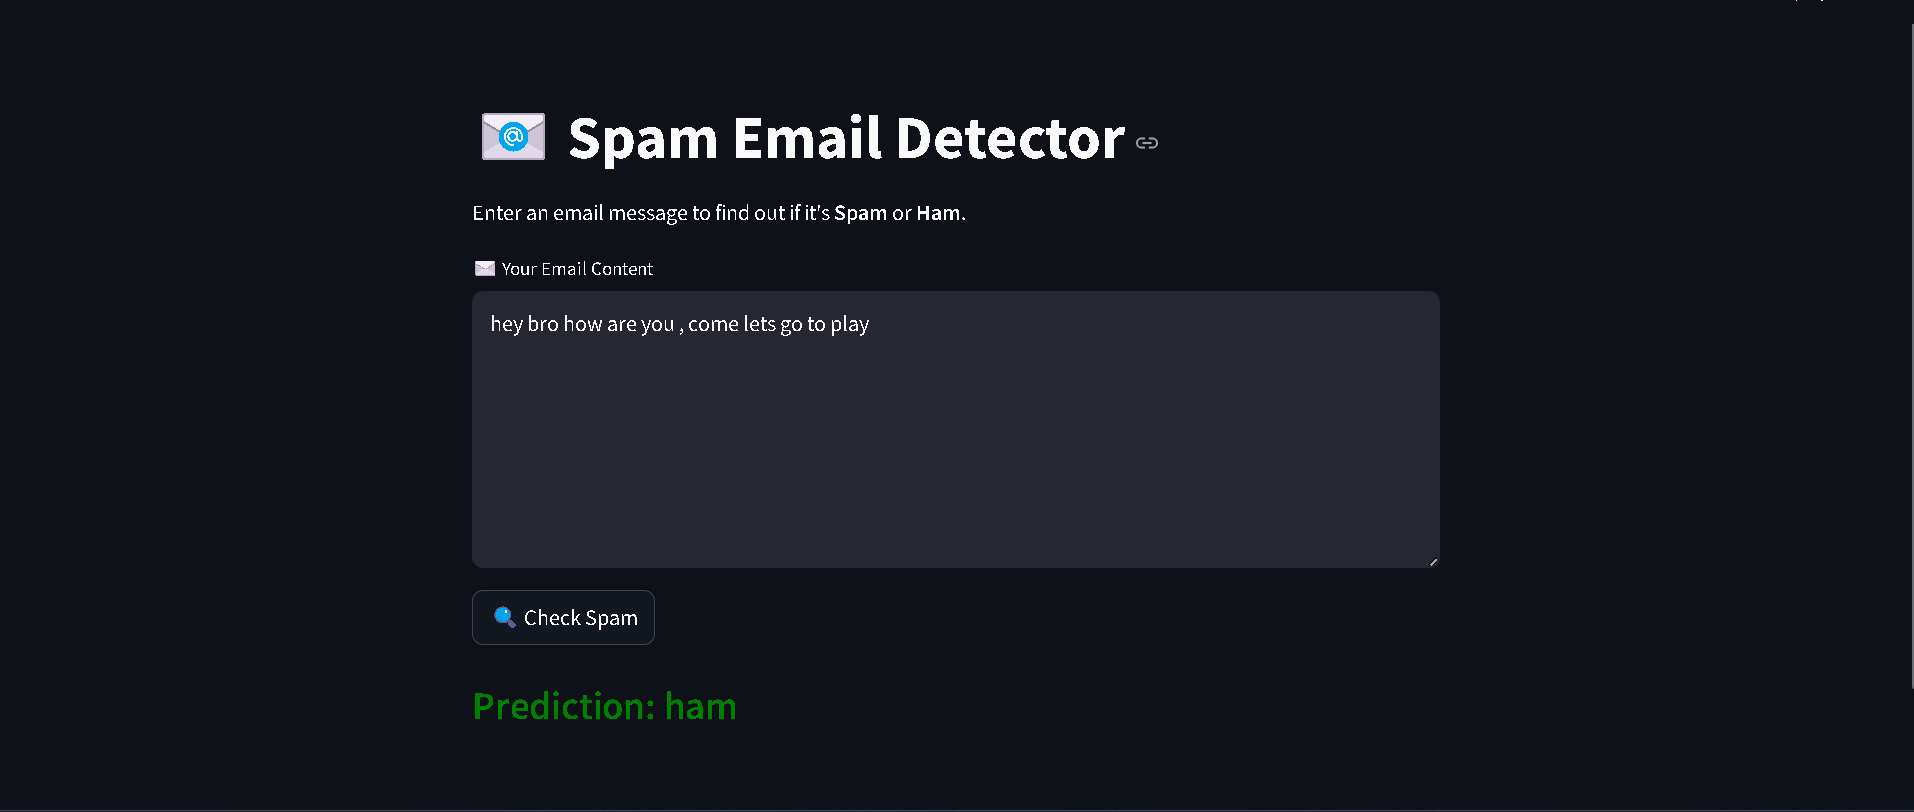 Spam Email Detector
Enter an email message to find out if it's Spam or Ham.
Your Email Content
hey bro how are you , come lets go to play
Check Spam
Prediction: ham